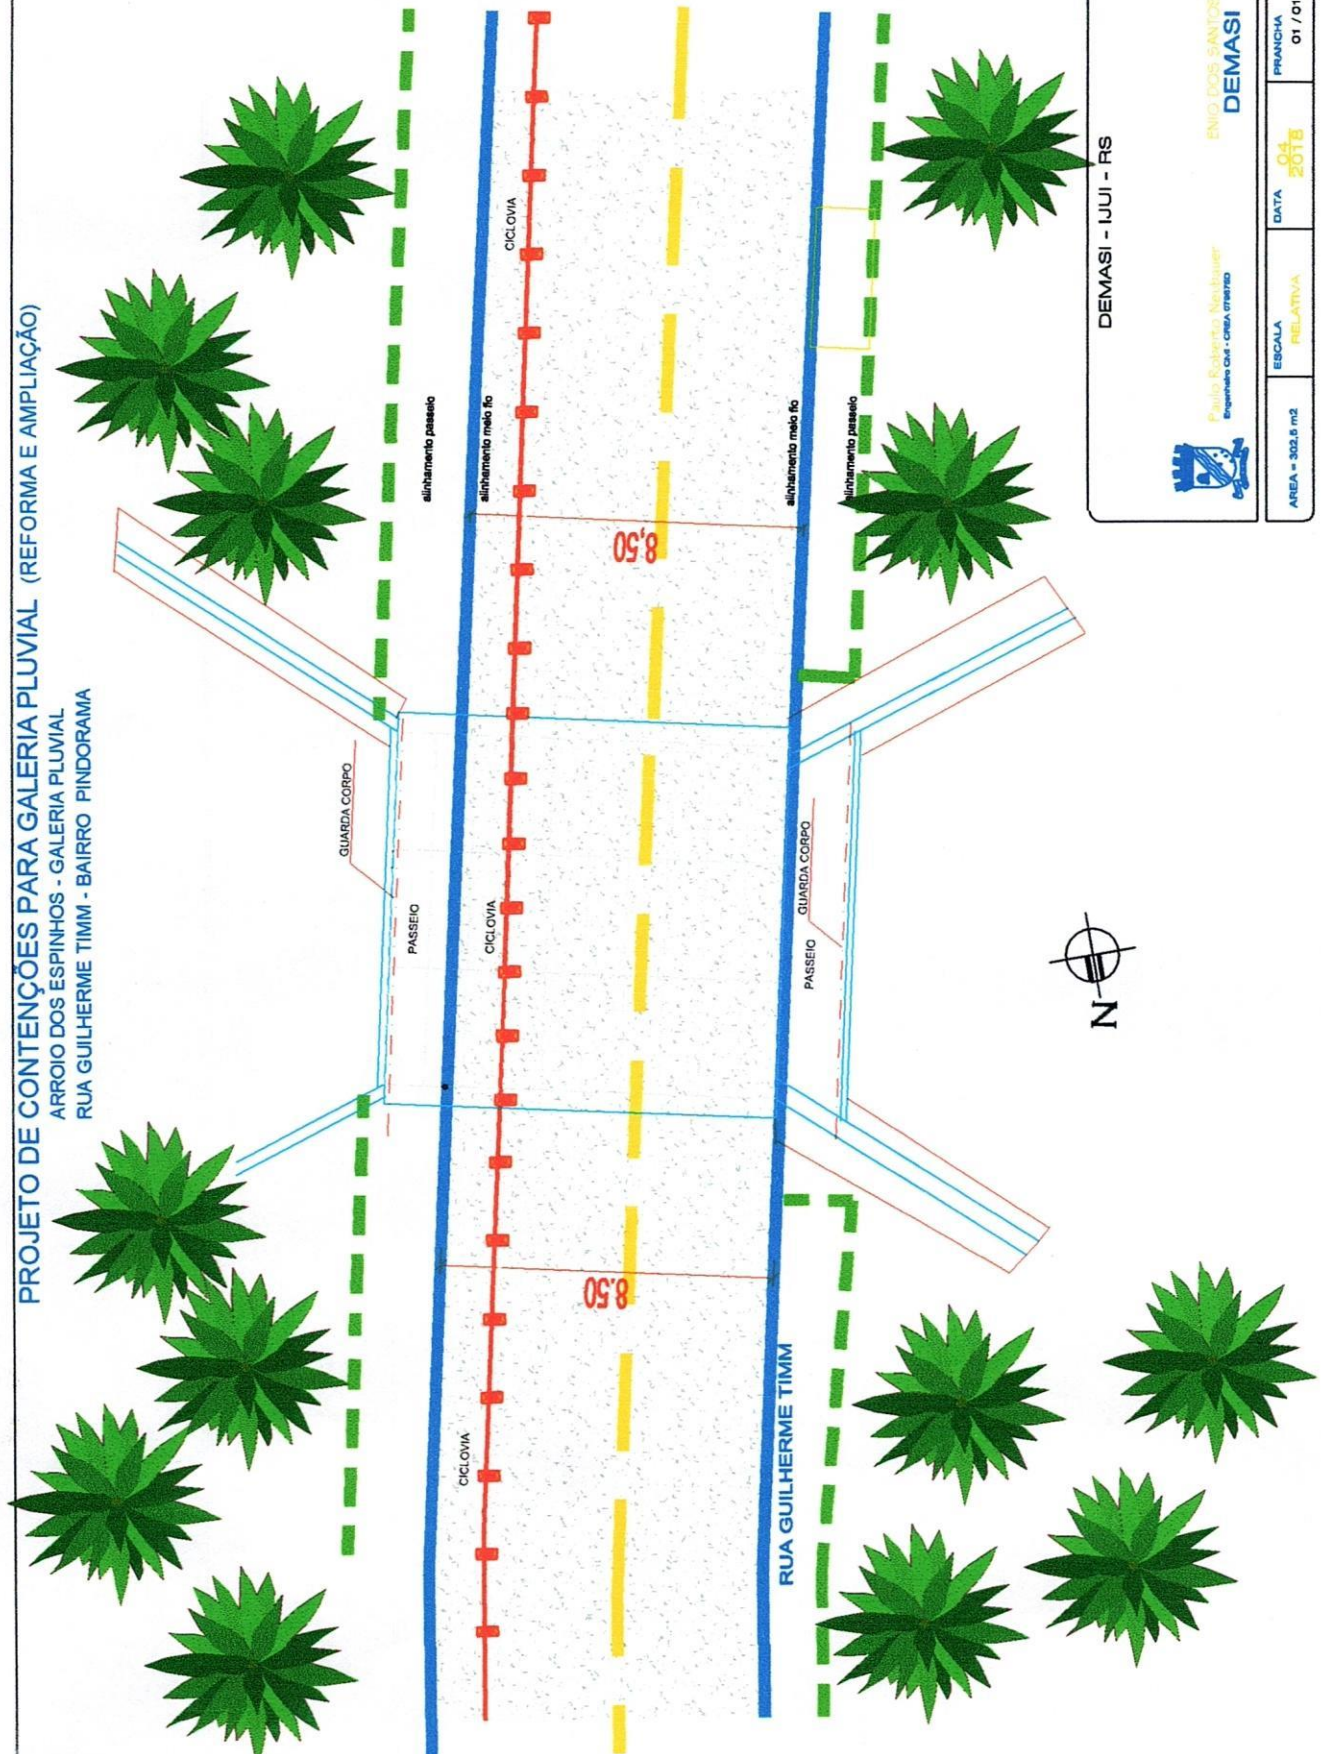 PROJETO DE CONTENÇÕES PARA GALERIA PLUVIAL (REFORMA E AMPLIAÇÃO)
ARROIO DOS ESPINHOS - GALERIA PLUVIAL
RUA GUILHERME TIMM - BAIRRO PINDORAMA
GUARDA CORPO
PASSEIO
alinhamento passeio
alinhamento meio fio
CICLOVIA
CICLOVIA
CICLOVIA
8.50
8,50
RUA GUILHERME TIMM
alinhamento meio fio
alinhamento passeio
GUARDA CORPO
PASSEIO
N
DEMASI - IJUI - RS
Paulo Roberto Neubauer
ENIO DOS SANTOS
DEMASI
AREA = 302,5 m2
ESCALA
RELATIVA
DATA
04
2018
PRANCHA
01 / 01